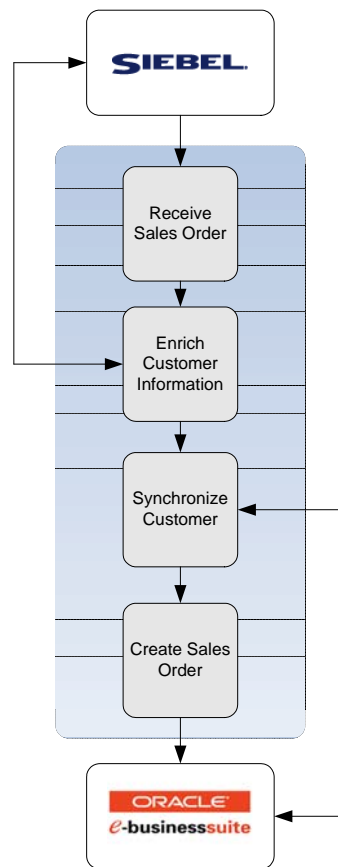 SIEBEL.
Receive
Sales Order
Enrich
Customer
Information
Synchronize
Customer
Create Sales
Order
ORACLE
e-businesssuite